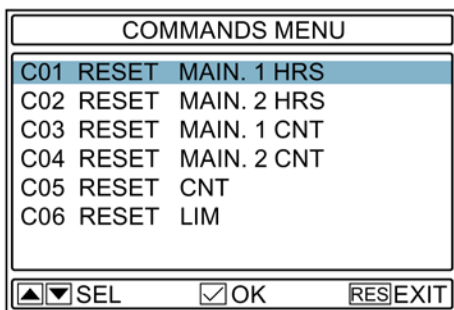 COMMANDS MENU
C01 RESET MAIN. 1 HRS
C02 RESET MAIN. 2 HRS
C03 RESET MAIN. 1 CNT
C04 RESET MAIN. 2 CNT
C05 RESET CNT
C06 RESET LIM
▲▼ SEL ✓ OK RES EXIT